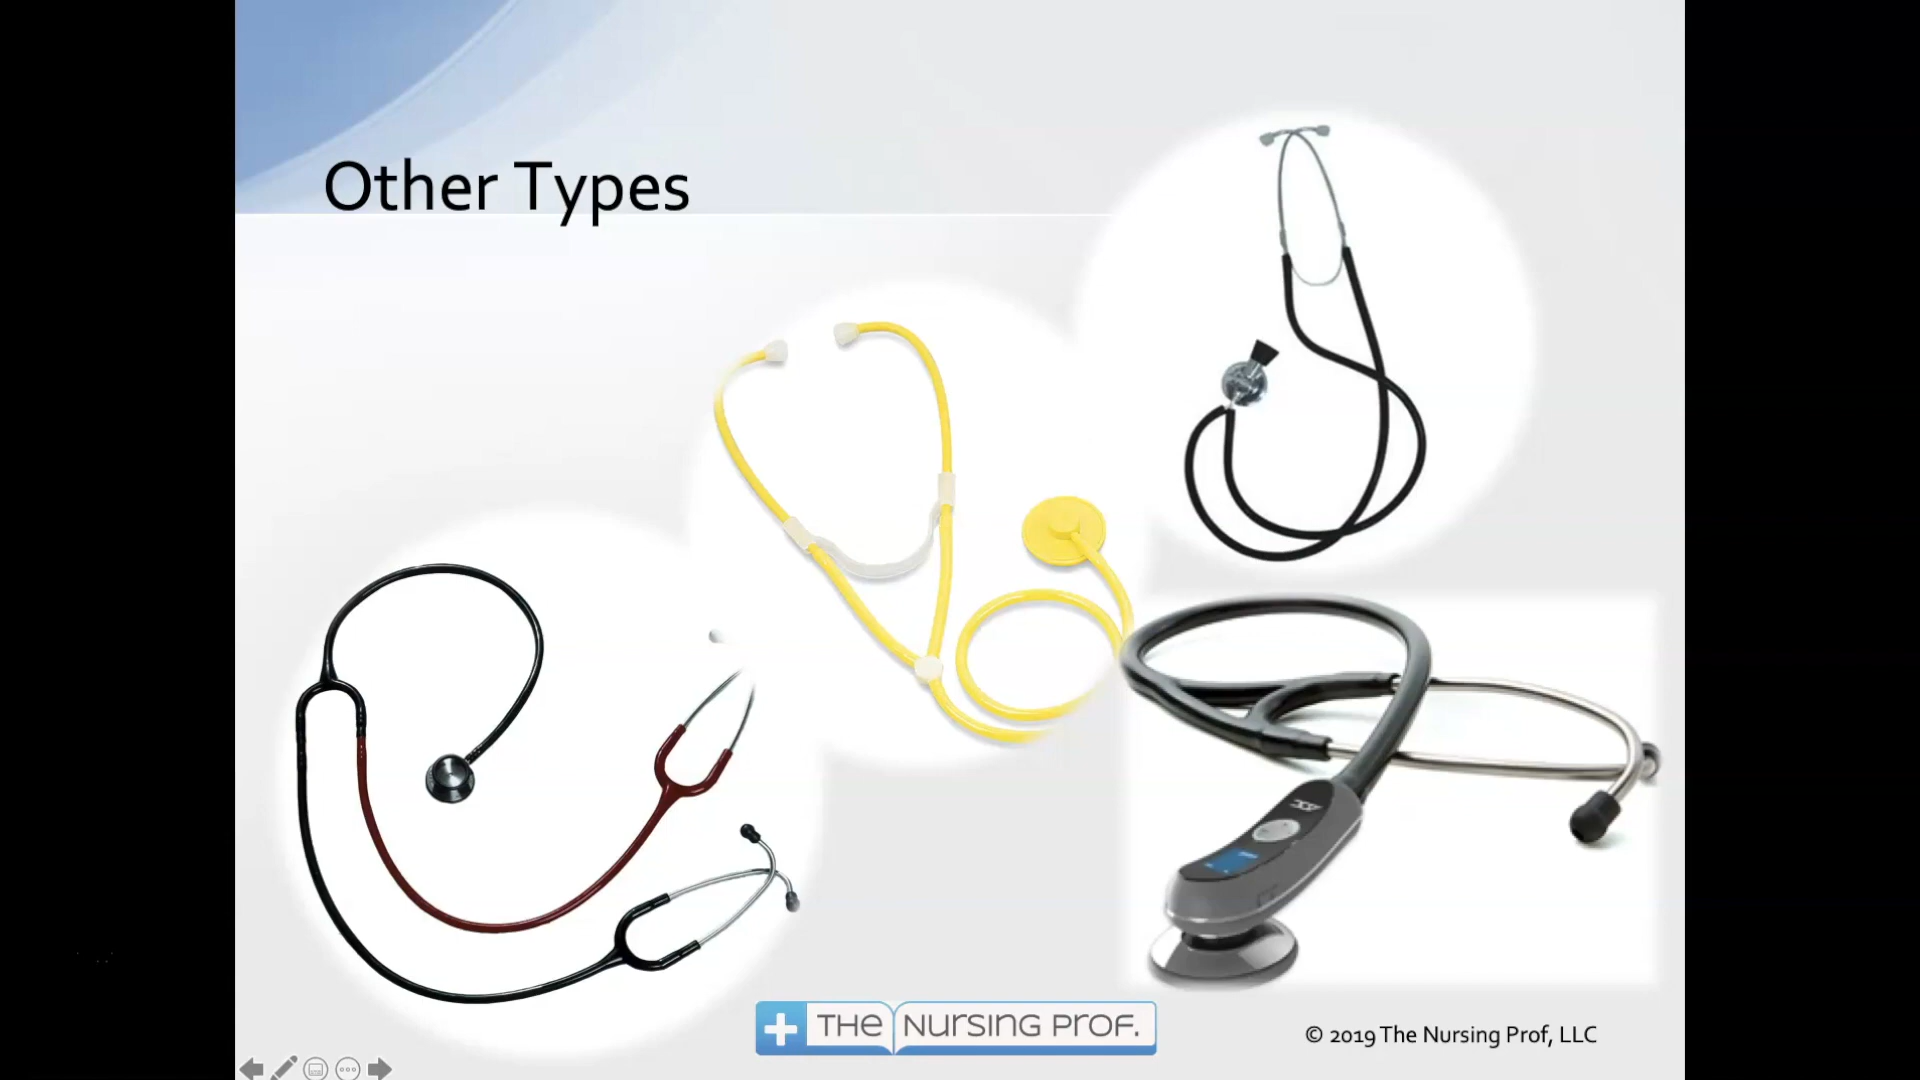 Other Types
THE NURSING PROF.
© 2019 The Nursing Prof, LLC